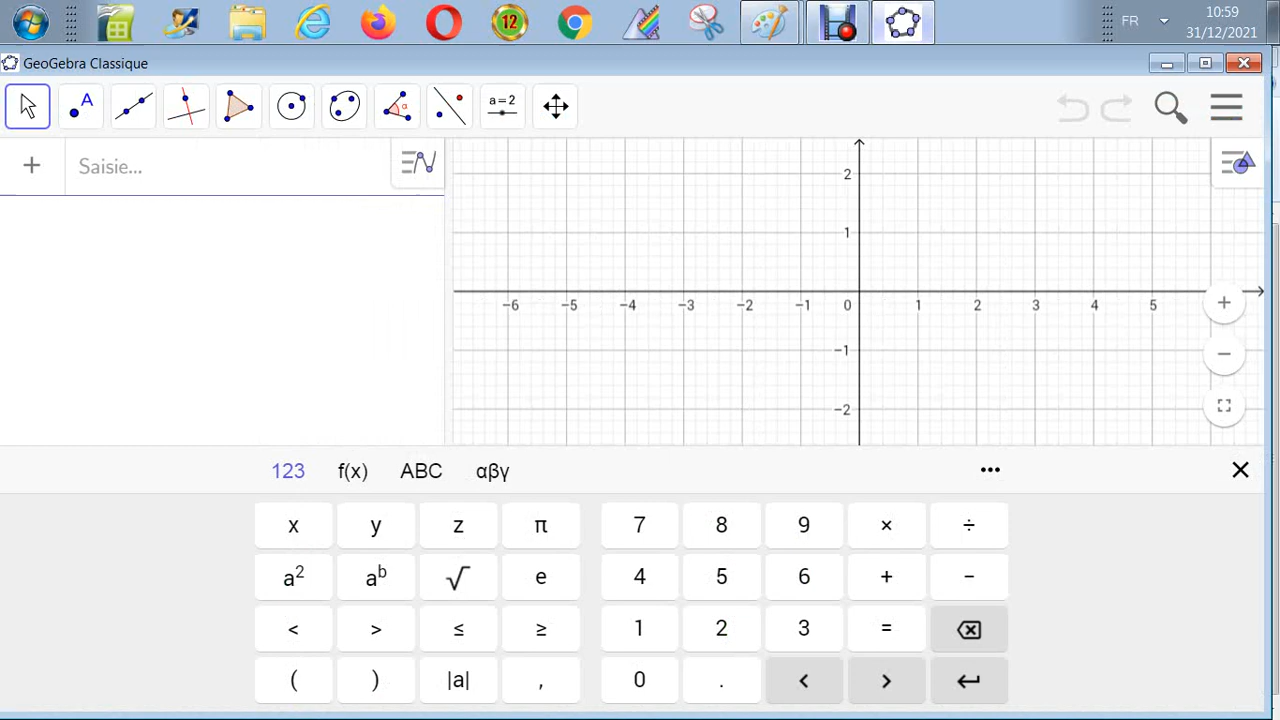 12
FR
10:59
31/12/2021
GeoGebra Classique
A
α
a=2
+
Saisie...
2
1
−6 −5 −4 −3 −2 −1 0 1 2 3 4 5
−1
−2
+
−
123 f(x) ABC αβγ •••
x y z π 7 8 9 × ÷
a² aᵇ √ e 4 5 6 + −
< > ≤ ≥ 1 2 3 =
( ) |a| , 0 . < >